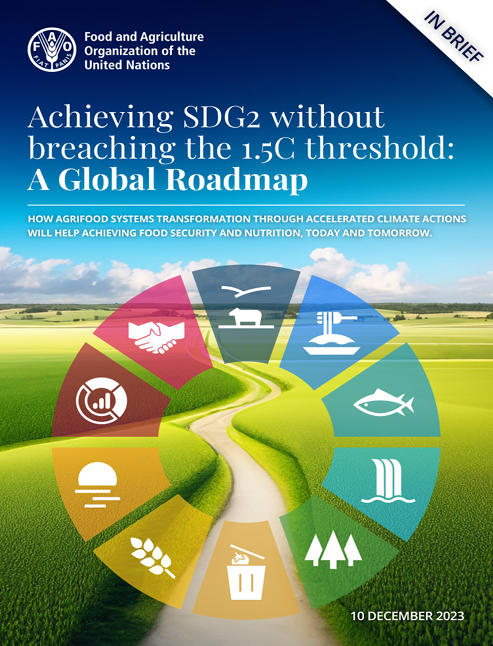 IN BRIEF
Food and Agriculture
Organization of the
United Nations
FAO
FIAT PANIS
Achieving SDG2 without
breaching the 1.5C threshold:
A Global Roadmap
HOW AGRIFOOD SYSTEMS TRANSFORMATION THROUGH ACCELERATED CLIMATE ACTIONS
WILL HELP ACHIEVING FOOD SECURITY AND NUTRITION, TODAY AND TOMORROW.
10 DECEMBER 2023